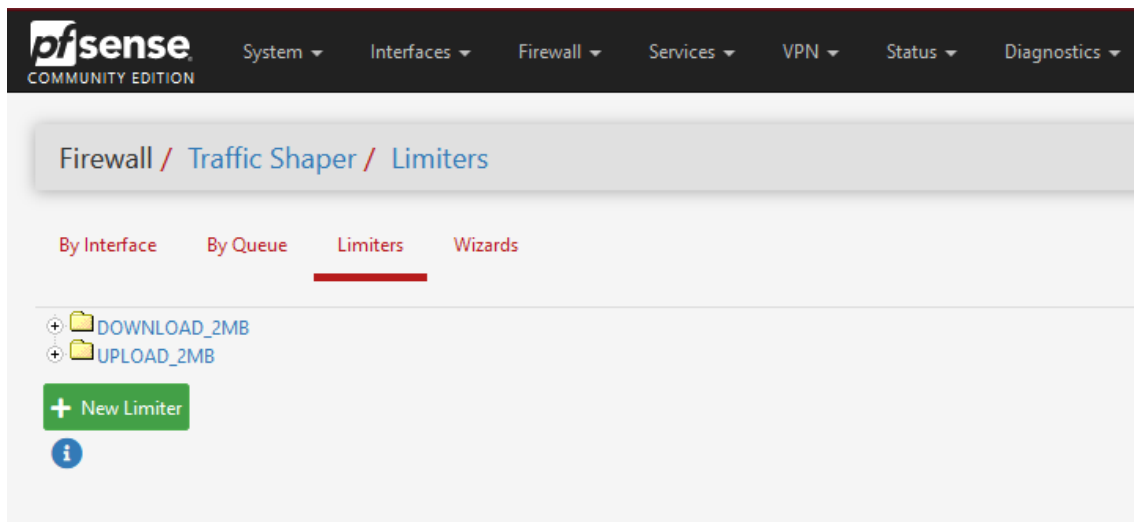 pfsense
COMMUNITY EDITION
System Interfaces Firewall Services VPN Status Diagnostics
Firewall / Traffic Shaper / Limiters
By Interface By Queue Limiters Wizards
DOWNLOAD_2MB
UPLOAD_2MB
+ New Limiter
i